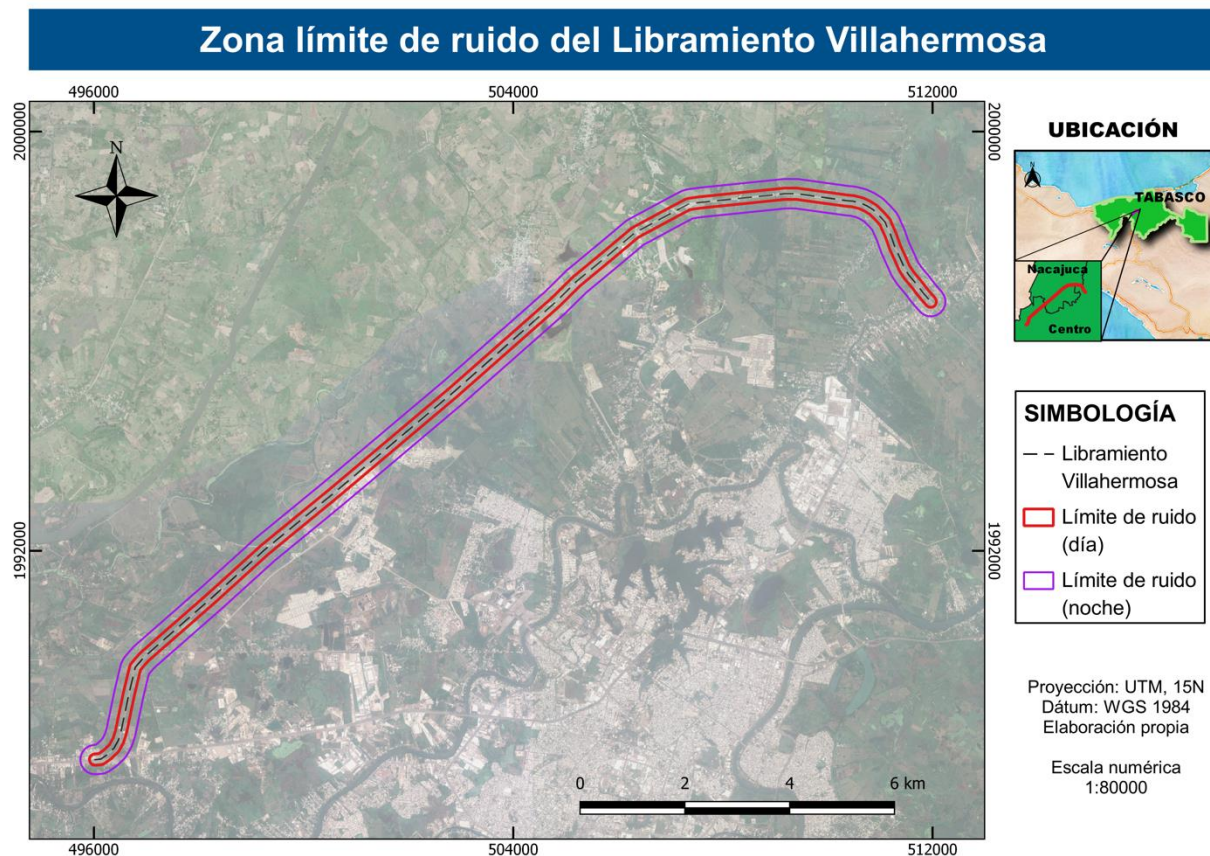 Zona límite de ruido del Libramiento Villahermosa
496000
504000
512000
2000000
2000000
N
1992000
1992000
0
2
4
6 km
496000
504000
512000
UBICACIÓN
N
TABASCO
Nacajuca
Centro
SIMBOLOGÍA
Libramiento
Villahermosa
Límite de ruido
(día)
Límite de ruido
(noche)
Proyección: UTM, 15N
Dátum: WGS 1984
Elaboración propia
Escala numérica
1:80000